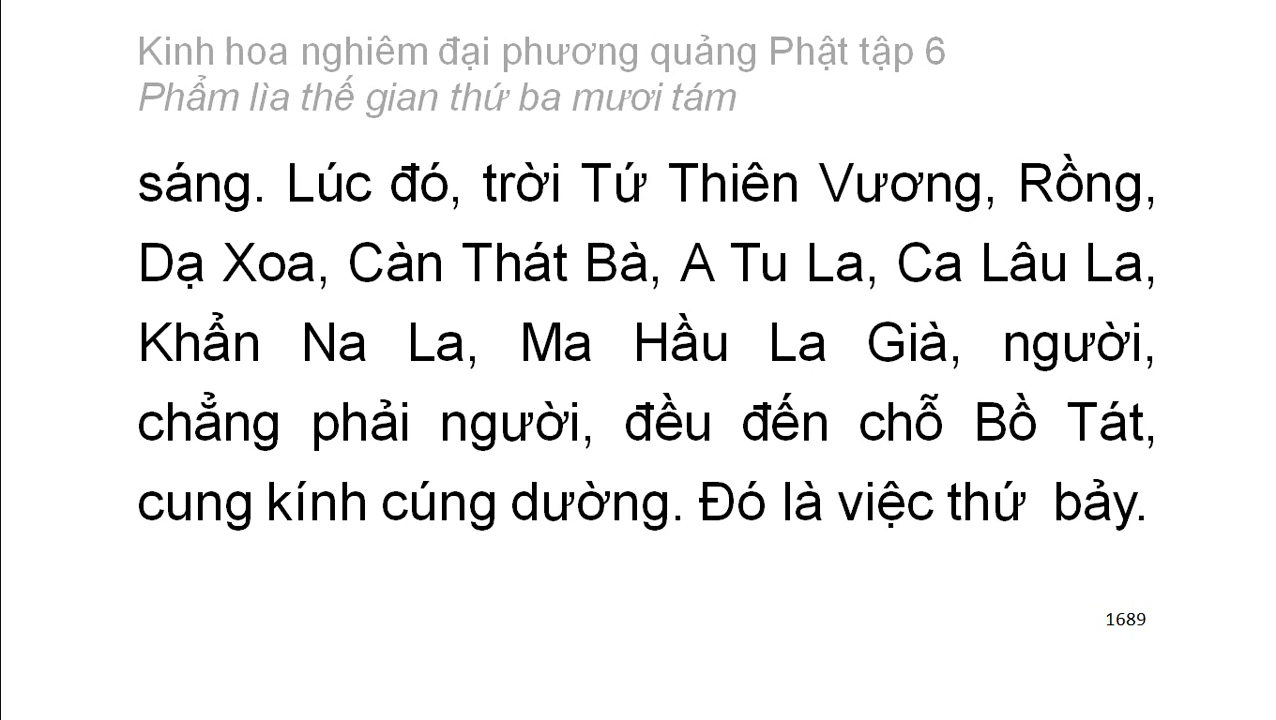 Kinh hoa nghiêm đại phương quảng Phật tập 6
Phẩm lìa thế gian thứ ba mươi tám
sáng. Lúc đó, trời Tứ Thiên Vương, Rồng,
Dạ Xoa, Càn Thát Bà, A Tu La, Ca Lâu La,
Khẩn Na La, Ma Hầu La Già, người,
chẳng phải người, đều đến chỗ Bồ Tát,
cung kính cúng dường. Đó là việc thứ bảy.
1689